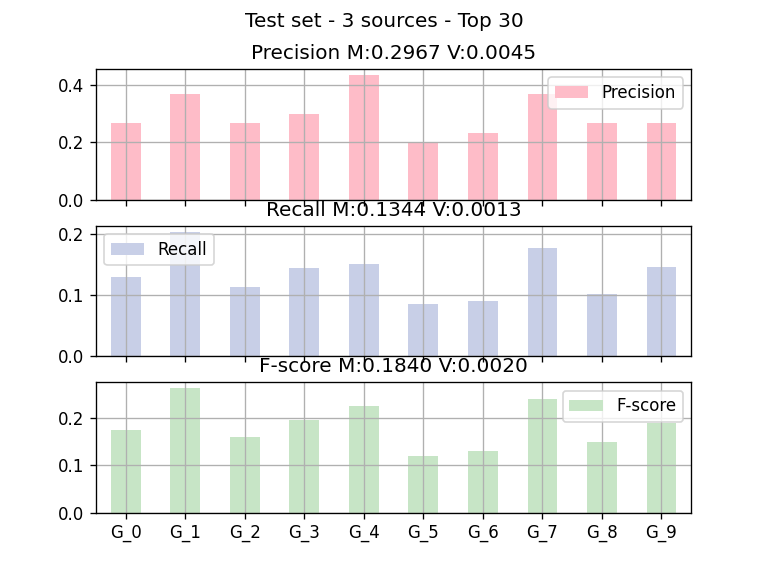 Test set - 3 sources - Top 30
Precision M:0.2967 V:0.0045
0.4
Precision
0.2
0.0
Recall M:0.1344 V:0.0013
0.2
Recall
0.1
0.0
F-score M:0.1840 V:0.0020
F-score
0.2
0.1
0.0
G_0 G_1 G_2 G_3 G_4 G_5 G_6 G_7 G_8 G_9